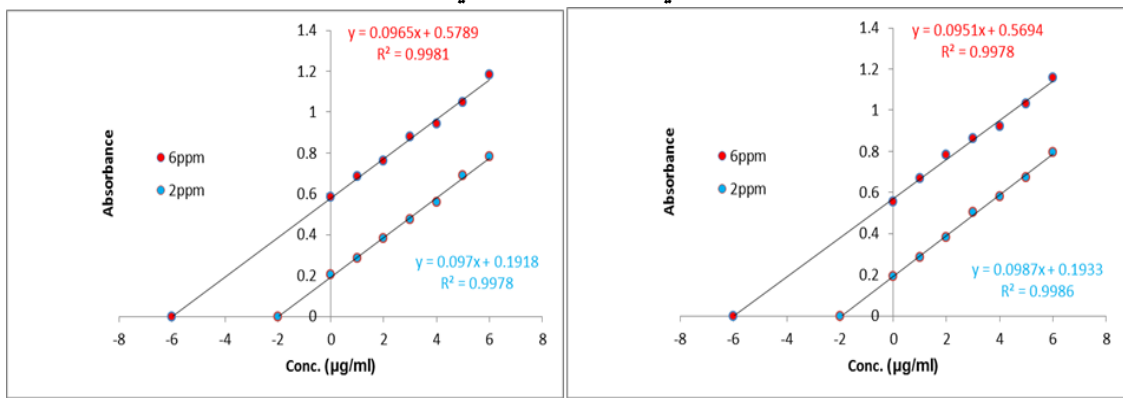 y = 0.0965x + 0.5789
R² = 0.9981
1.4
1.2
1
0.8
0.6
0.4
0.2
0
Absorbance
6ppm
2ppm
y = 0.097x + 0.1918
R² = 0.9978
-8 -6 -4 -2 0 2 4 6 8
Conc. (µg/ml)
y = 0.0951x + 0.5694
R² = 0.9978
1.4
1.2
1
0.8
0.6
0.4
0.2
0
Absorbance
6ppm
2ppm
y = 0.0987x + 0.1933
R² = 0.9986
-8 -6 -4 -2 0 2 4 6 8
Conc. (µg/ml)